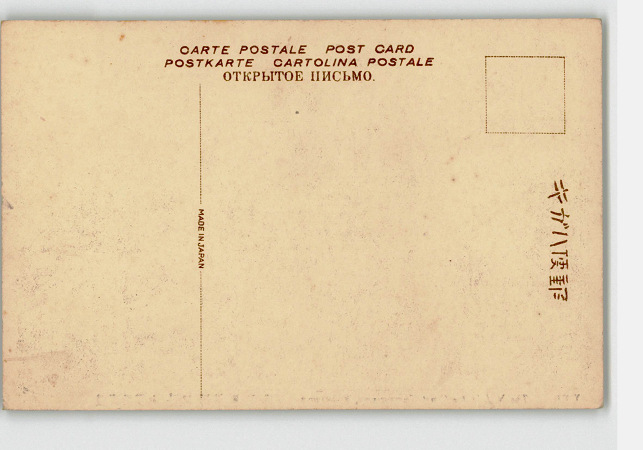 CARTE POSTALE POST CARD
POSTKARTE CARTOLINA POSTALE
ОТКРЫТОЕ ПИСЬМО.
MADE IN JAPAN
キガハ便郵